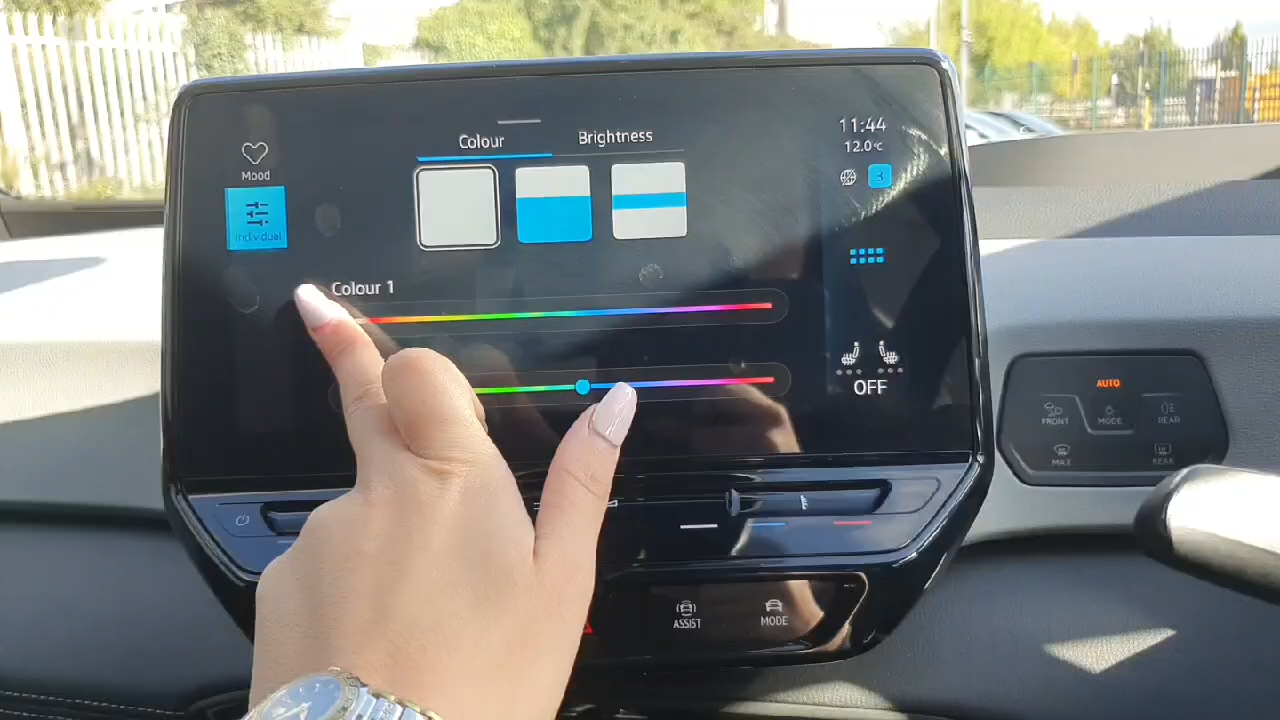 Colour
Brightness
11:44
12.0°C
Mood
Individual
Colour 1
OFF
AUTO
FRONT
MODE
REAR
MAX
REAR
ASSIST
MODE